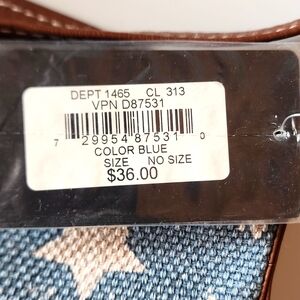 DEPT 1465 CL 313
VPN D87531
7 29954 87531 0
COLOR BLUE
SIZE NO SIZE
$36.00